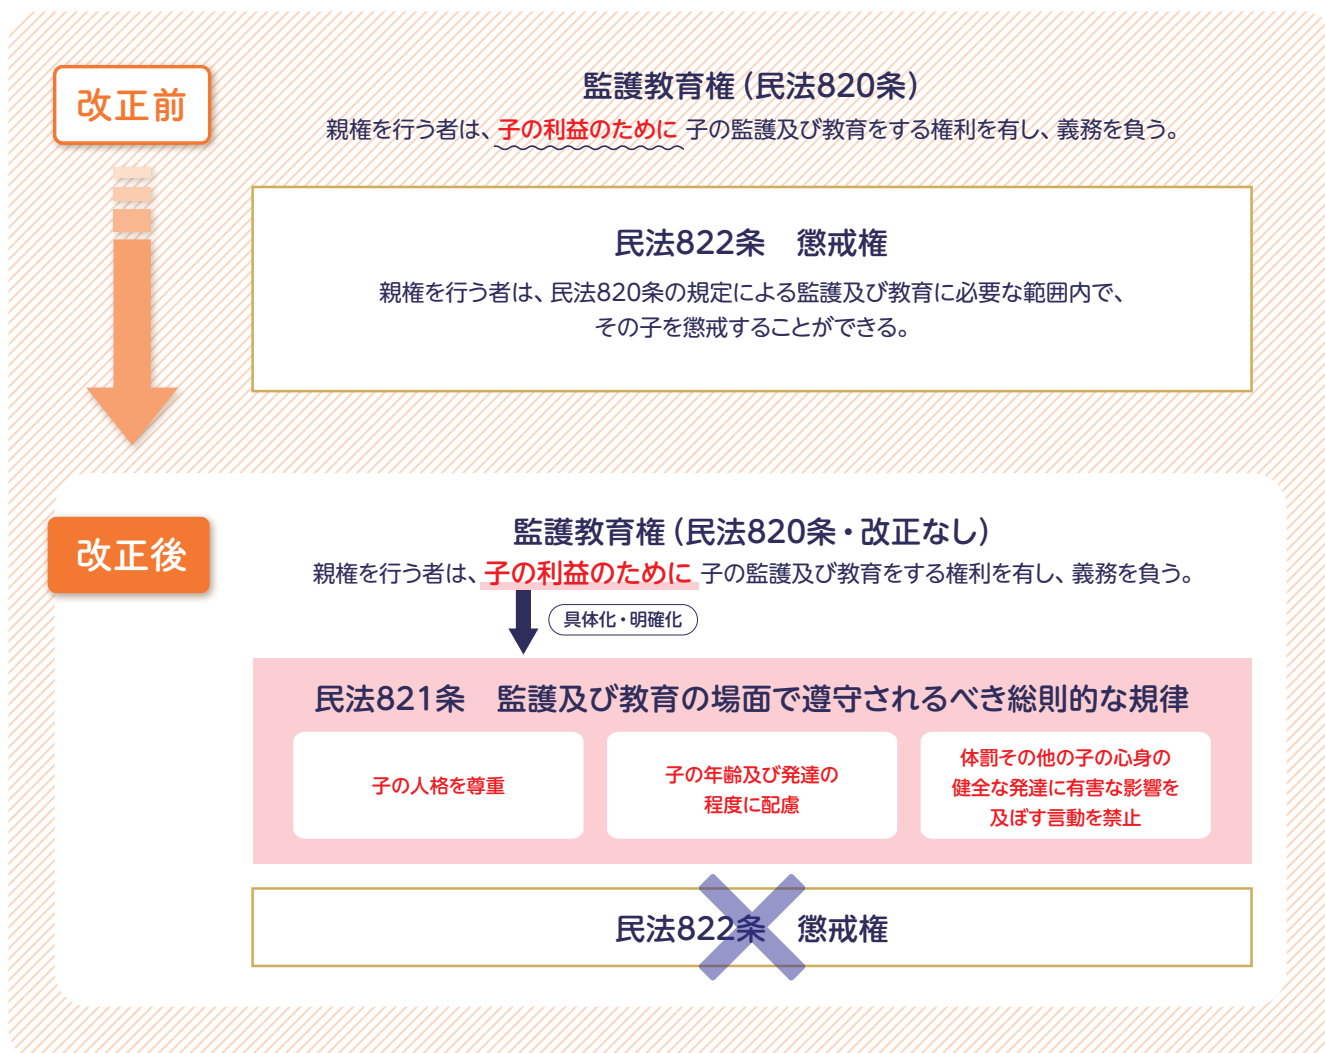 改正前
監護教育権（民法820条）
親権を行う者は、子の利益のために 子の監護及び教育をする権利を有し、義務を負う。
民法822条　懲戒権
親権を行う者は、民法820条の規定による監護及び教育に必要な範囲内で、
その子を懲戒することができる。
改正後
監護教育権（民法820条・改正なし）
親権を行う者は、子の利益のために 子の監護及び教育をする権利を有し、義務を負う。
具体化・明確化
民法821条　監護及び教育の場面で遵守されるべき総則的な規律
子の人格を尊重
子の年齢及び発達の
程度に配慮
体罰その他の子の心身の
健全な発達に有害な影響を
及ぼす言動を禁止
民法822条　懲戒権